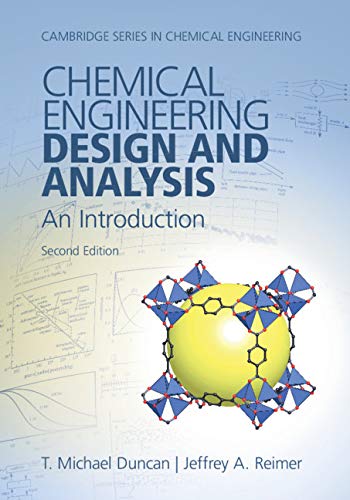 CAMBRIDGE SERIES IN CHEMICAL ENGINEERING
CHEMICAL
ENGINEERING
DESIGN AND
ANALYSIS
An Introduction
Second Edition
T. Michael Duncan | Jeffrey A. Reimer